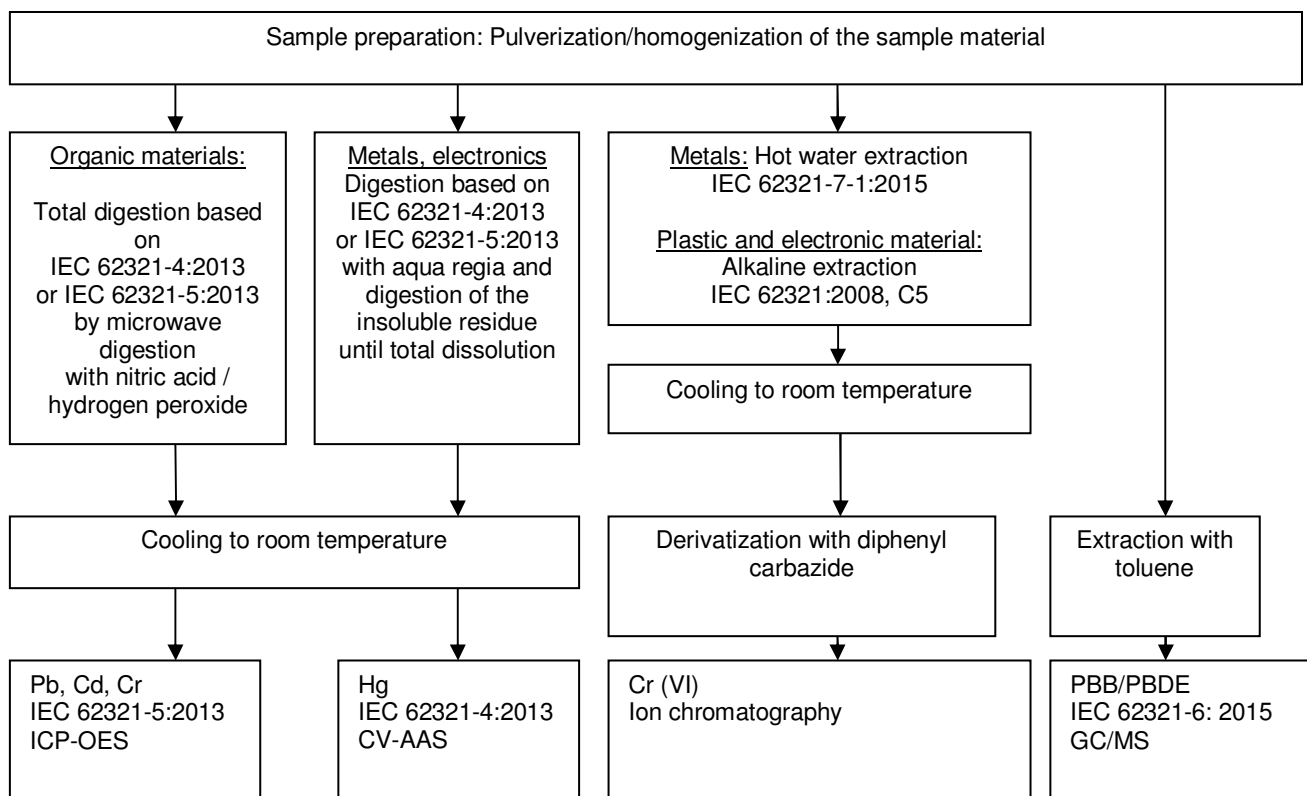 Sample preparation: Pulverization/homogenization of the sample material
Organic materials:
Total digestion based
on
IEC 62321-4:2013
or IEC 62321-5:2013
by microwave
digestion
with nitric acid /
hydrogen peroxide
Metals, electronics
Digestion based on
IEC 62321-4:2013
or IEC 62321-5:2013
with aqua regia and
digestion of the
insoluble residue
until total dissolution
Metals: Hot water extraction
IEC 62321-7-1:2015
Plastic and electronic material:
Alkaline extraction
IEC 62321:2008, C5
Cooling to room temperature
Cooling to room temperature
Derivatization with diphenyl
carbazide
Extraction with
toluene
Pb, Cd, Cr
IEC 62321-5:2013
ICP-OES
Hg
IEC 62321-4:2013
CV-AAS
Cr (VI)
Ion chromatography
PBB/PBDE
IEC 62321-6: 2015
GC/MS